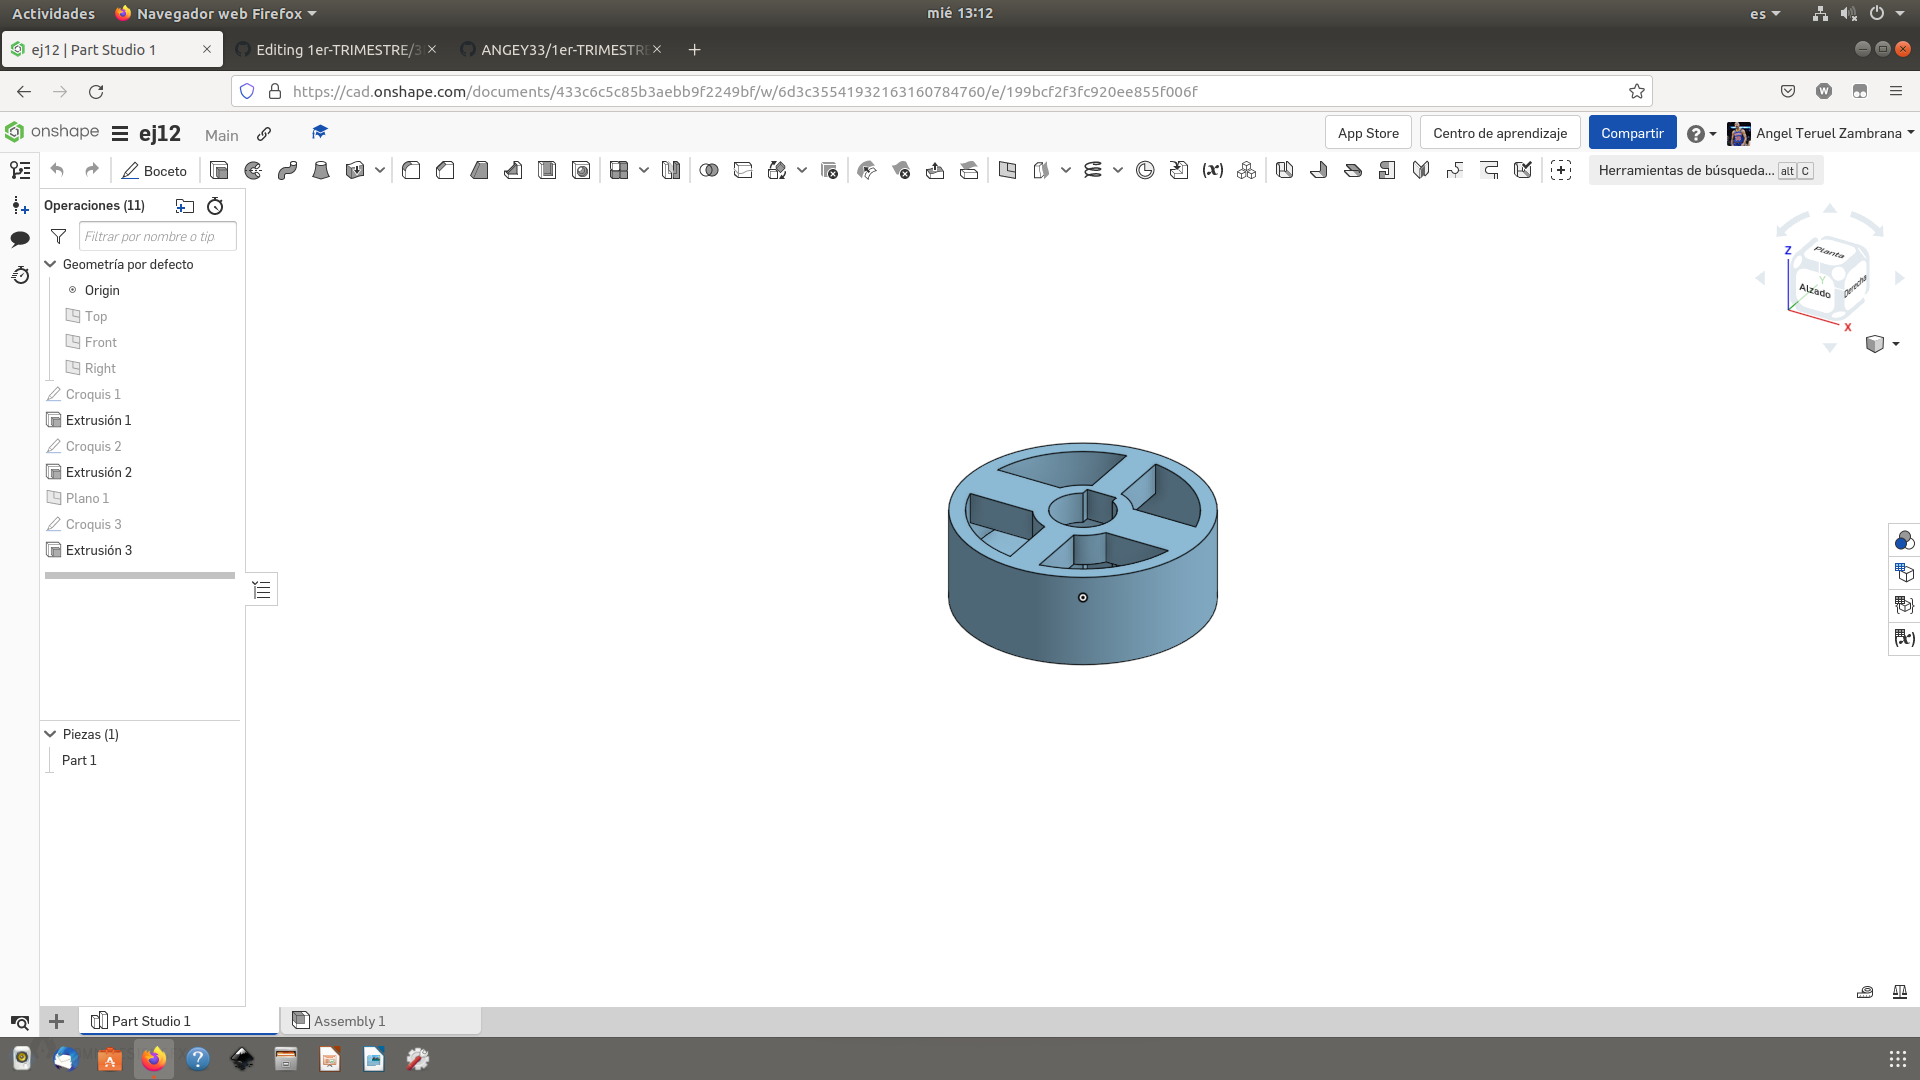 Actividades
Navegador web Firefox
mié 13:12
es
ej12 | Part Studio 1
Editing 1er-TRIMESTRE/3
ANGEY33/1er-TRIMESTRE
https://cad.onshape.com/documents/433c6c5c85b3aebb9f2249bf/w/6d3c35541932163160784760/e/199bcf2f3fc920ee855f006f
onshape
ej12
Main
App Store
Centro de aprendizaje
Compartir
Angel Teruel Zambrana
Boceto
Herramientas de búsqueda... alt C
Operaciones (11)
Filtrar por nombre o tip
Geometría por defecto
Origin
Top
Front
Right
Croquis 1
Extrusión 1
Croquis 2
Extrusión 2
Plano 1
Croquis 3
Extrusión 3
Piezas (1)
Part 1
Z
Planta
Y
Alzado
Derecha
X
Part Studio 1
Assembly 1